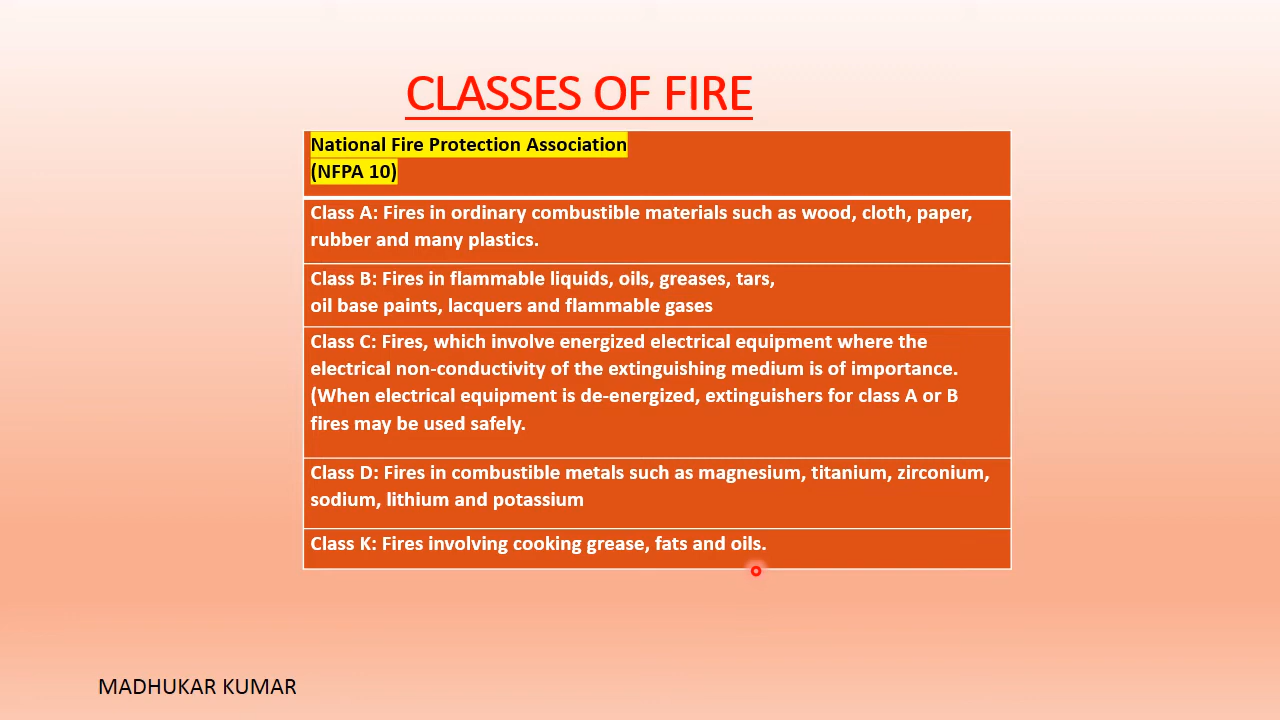 CLASSES OF FIRE
National Fire Protection Association
(NFPA 10)
Class A: Fires in ordinary combustible materials such as wood, cloth, paper,
rubber and many plastics.
Class B: Fires in flammable liquids, oils, greases, tars,
oil base paints, lacquers and flammable gases
Class C: Fires, which involve energized electrical equipment where the
electrical non-conductivity of the extinguishing medium is of importance.
(When electrical equipment is de-energized, extinguishers for class A or B
fires may be used safely.
Class D: Fires in combustible metals such as magnesium, titanium, zirconium,
sodium, lithium and potassium
Class K: Fires involving cooking grease, fats and oils.
MADHUKAR KUMAR